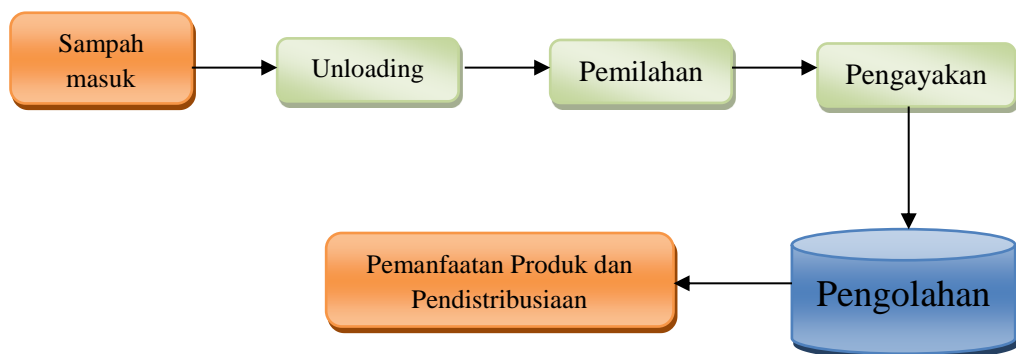 Sampah
masuk
Unloading
Pemilahan
Pengayakan
Pemanfaatan Produk dan
Pendistribusiaan
Pengolahan